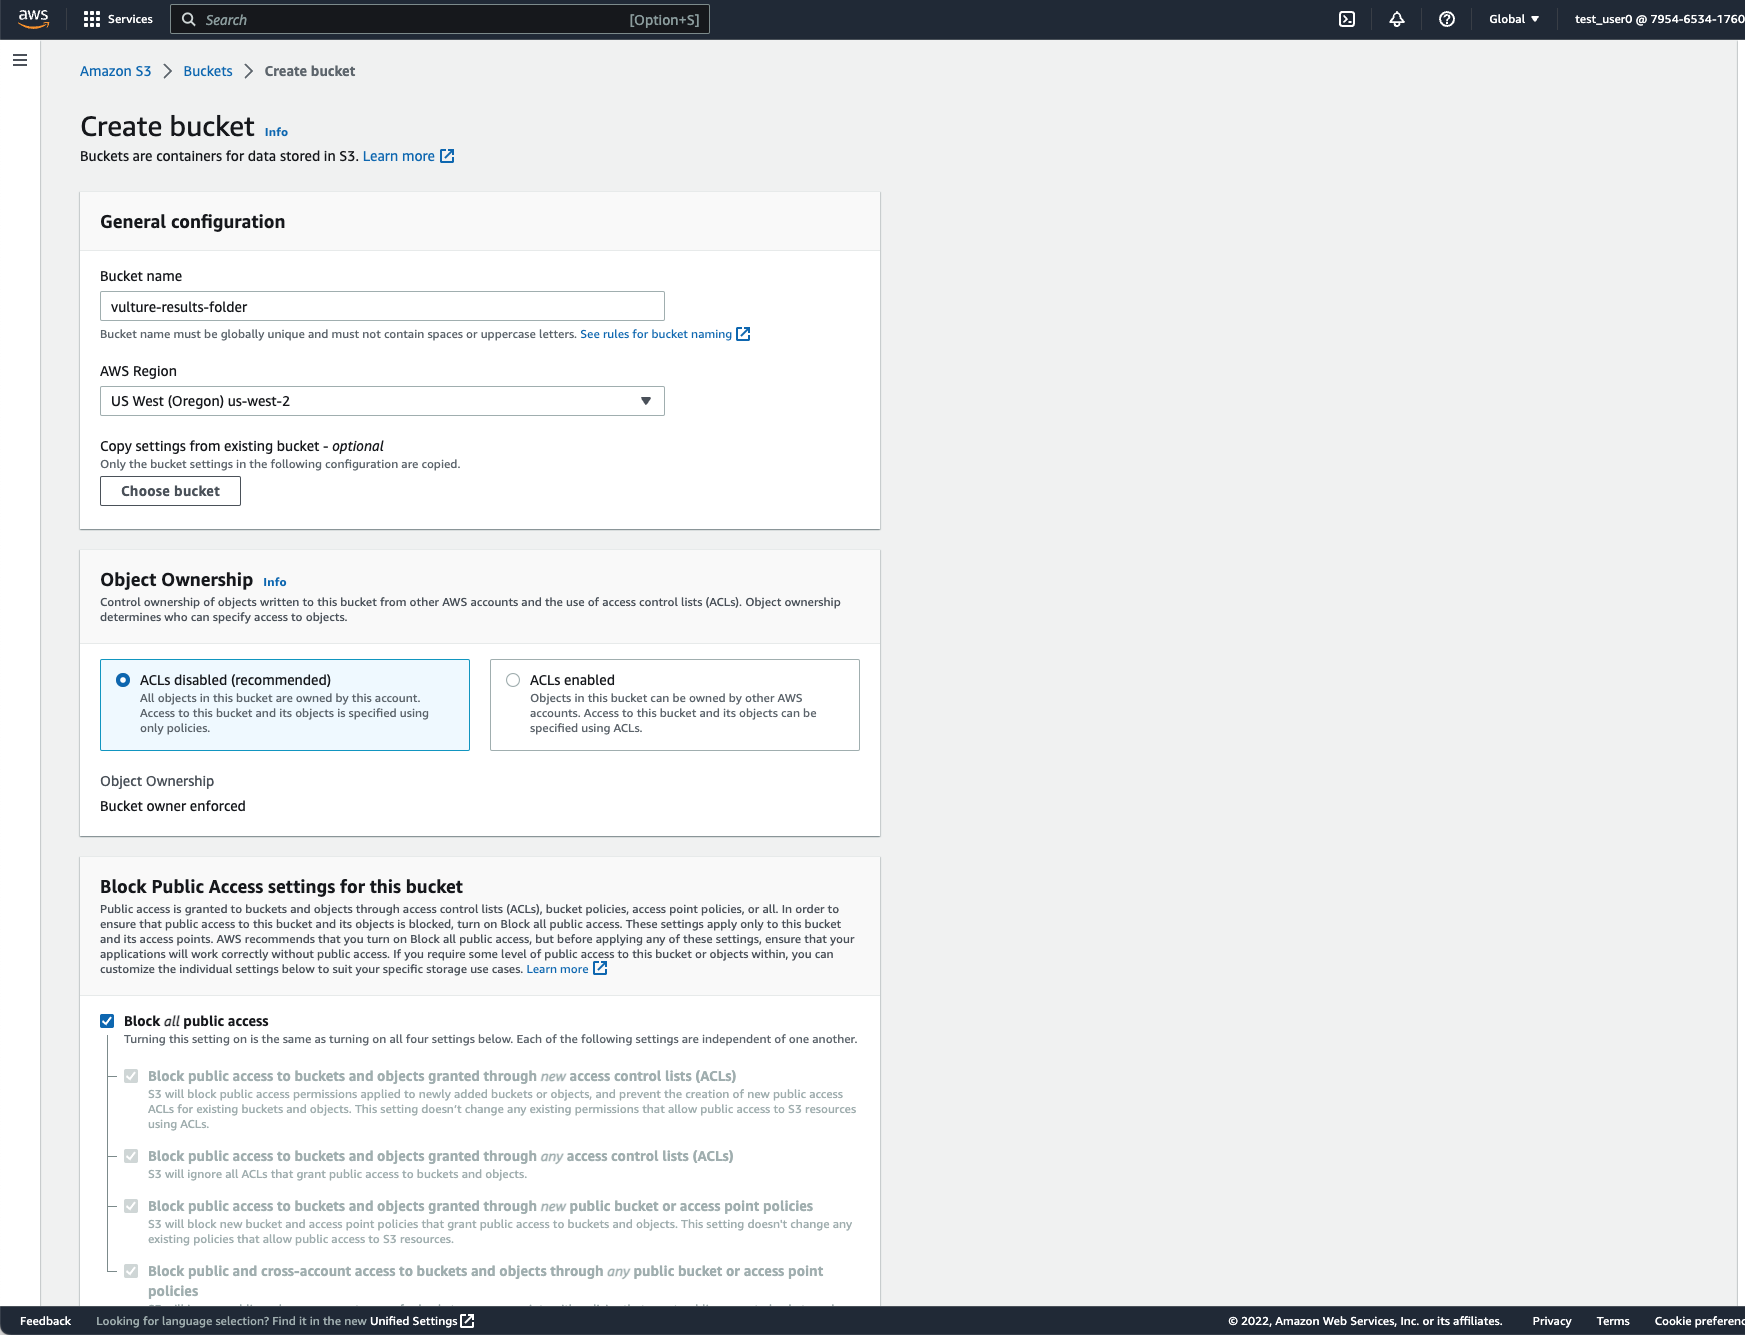 aws
Services
Search
[Option+S]
Global
test_user0 @ 7954-6534-1760
Amazon S3 > Buckets > Create bucket
Create bucket Info
Buckets are containers for data stored in S3. Learn more
General configuration
Bucket name
vulture-results-folder
Bucket name must be globally unique and must not contain spaces or uppercase letters. See rules for bucket naming
AWS Region
US West (Oregon) us-west-2
Copy settings from existing bucket - optional
Only the bucket settings in the following configuration are copied.
Choose bucket
Object Ownership Info
Control ownership of objects written to this bucket from other AWS accounts and the use of access control lists (ACLs). Object ownership
determines who can specify access to objects.
ACLs disabled (recommended)
All objects in this bucket are owned by this account.
Access to this bucket and its objects is specified using
only policies.
ACLs enabled
Objects in this bucket can be owned by other AWS
accounts. Access to this bucket and its objects can be
specified using ACLs.
Object Ownership
Bucket owner enforced
Block Public Access settings for this bucket
Public access is granted to buckets and objects through access control lists (ACLs), bucket policies, access point policies, or all. In order to
ensure that public access to this bucket and its objects is blocked, turn on Block all public access. These settings apply only to this bucket
and its access points. AWS recommends that you turn on Block all public access, but before applying any of these settings, ensure that your
applications will work correctly without public access. If you require some level of public access to this bucket or objects within, you can
customize the individual settings below to suit your specific storage use cases. Learn more
Block all public access
Turning this setting on is the same as turning on all four settings below. Each of the following settings are independent of one another.
Block public access to buckets and objects granted through new access control lists (ACLs)
S3 will block public access permissions applied to newly added buckets or objects, and prevent the creation of new public access
ACLs for existing buckets and objects. This setting doesn't change any existing permissions that allow public access to S3 resources
using ACLs.
Block public access to buckets and objects granted through any access control lists (ACLs)
S3 will ignore all ACLs that grant public access to buckets and objects.
Block public access to buckets and objects granted through new public bucket or access point policies
S3 will block new bucket and access point policies that grant public access to buckets and objects. This setting doesn't change any
existing policies that allow public access to S3 resources.
Block public and cross-account access to buckets and objects through any public bucket or access point
policies
Feedback
Looking for language selection? Find it in the new Unified Settings
© 2022, Amazon Web Services, Inc. or its affiliates.
Privacy
Terms
Cookie preferenc